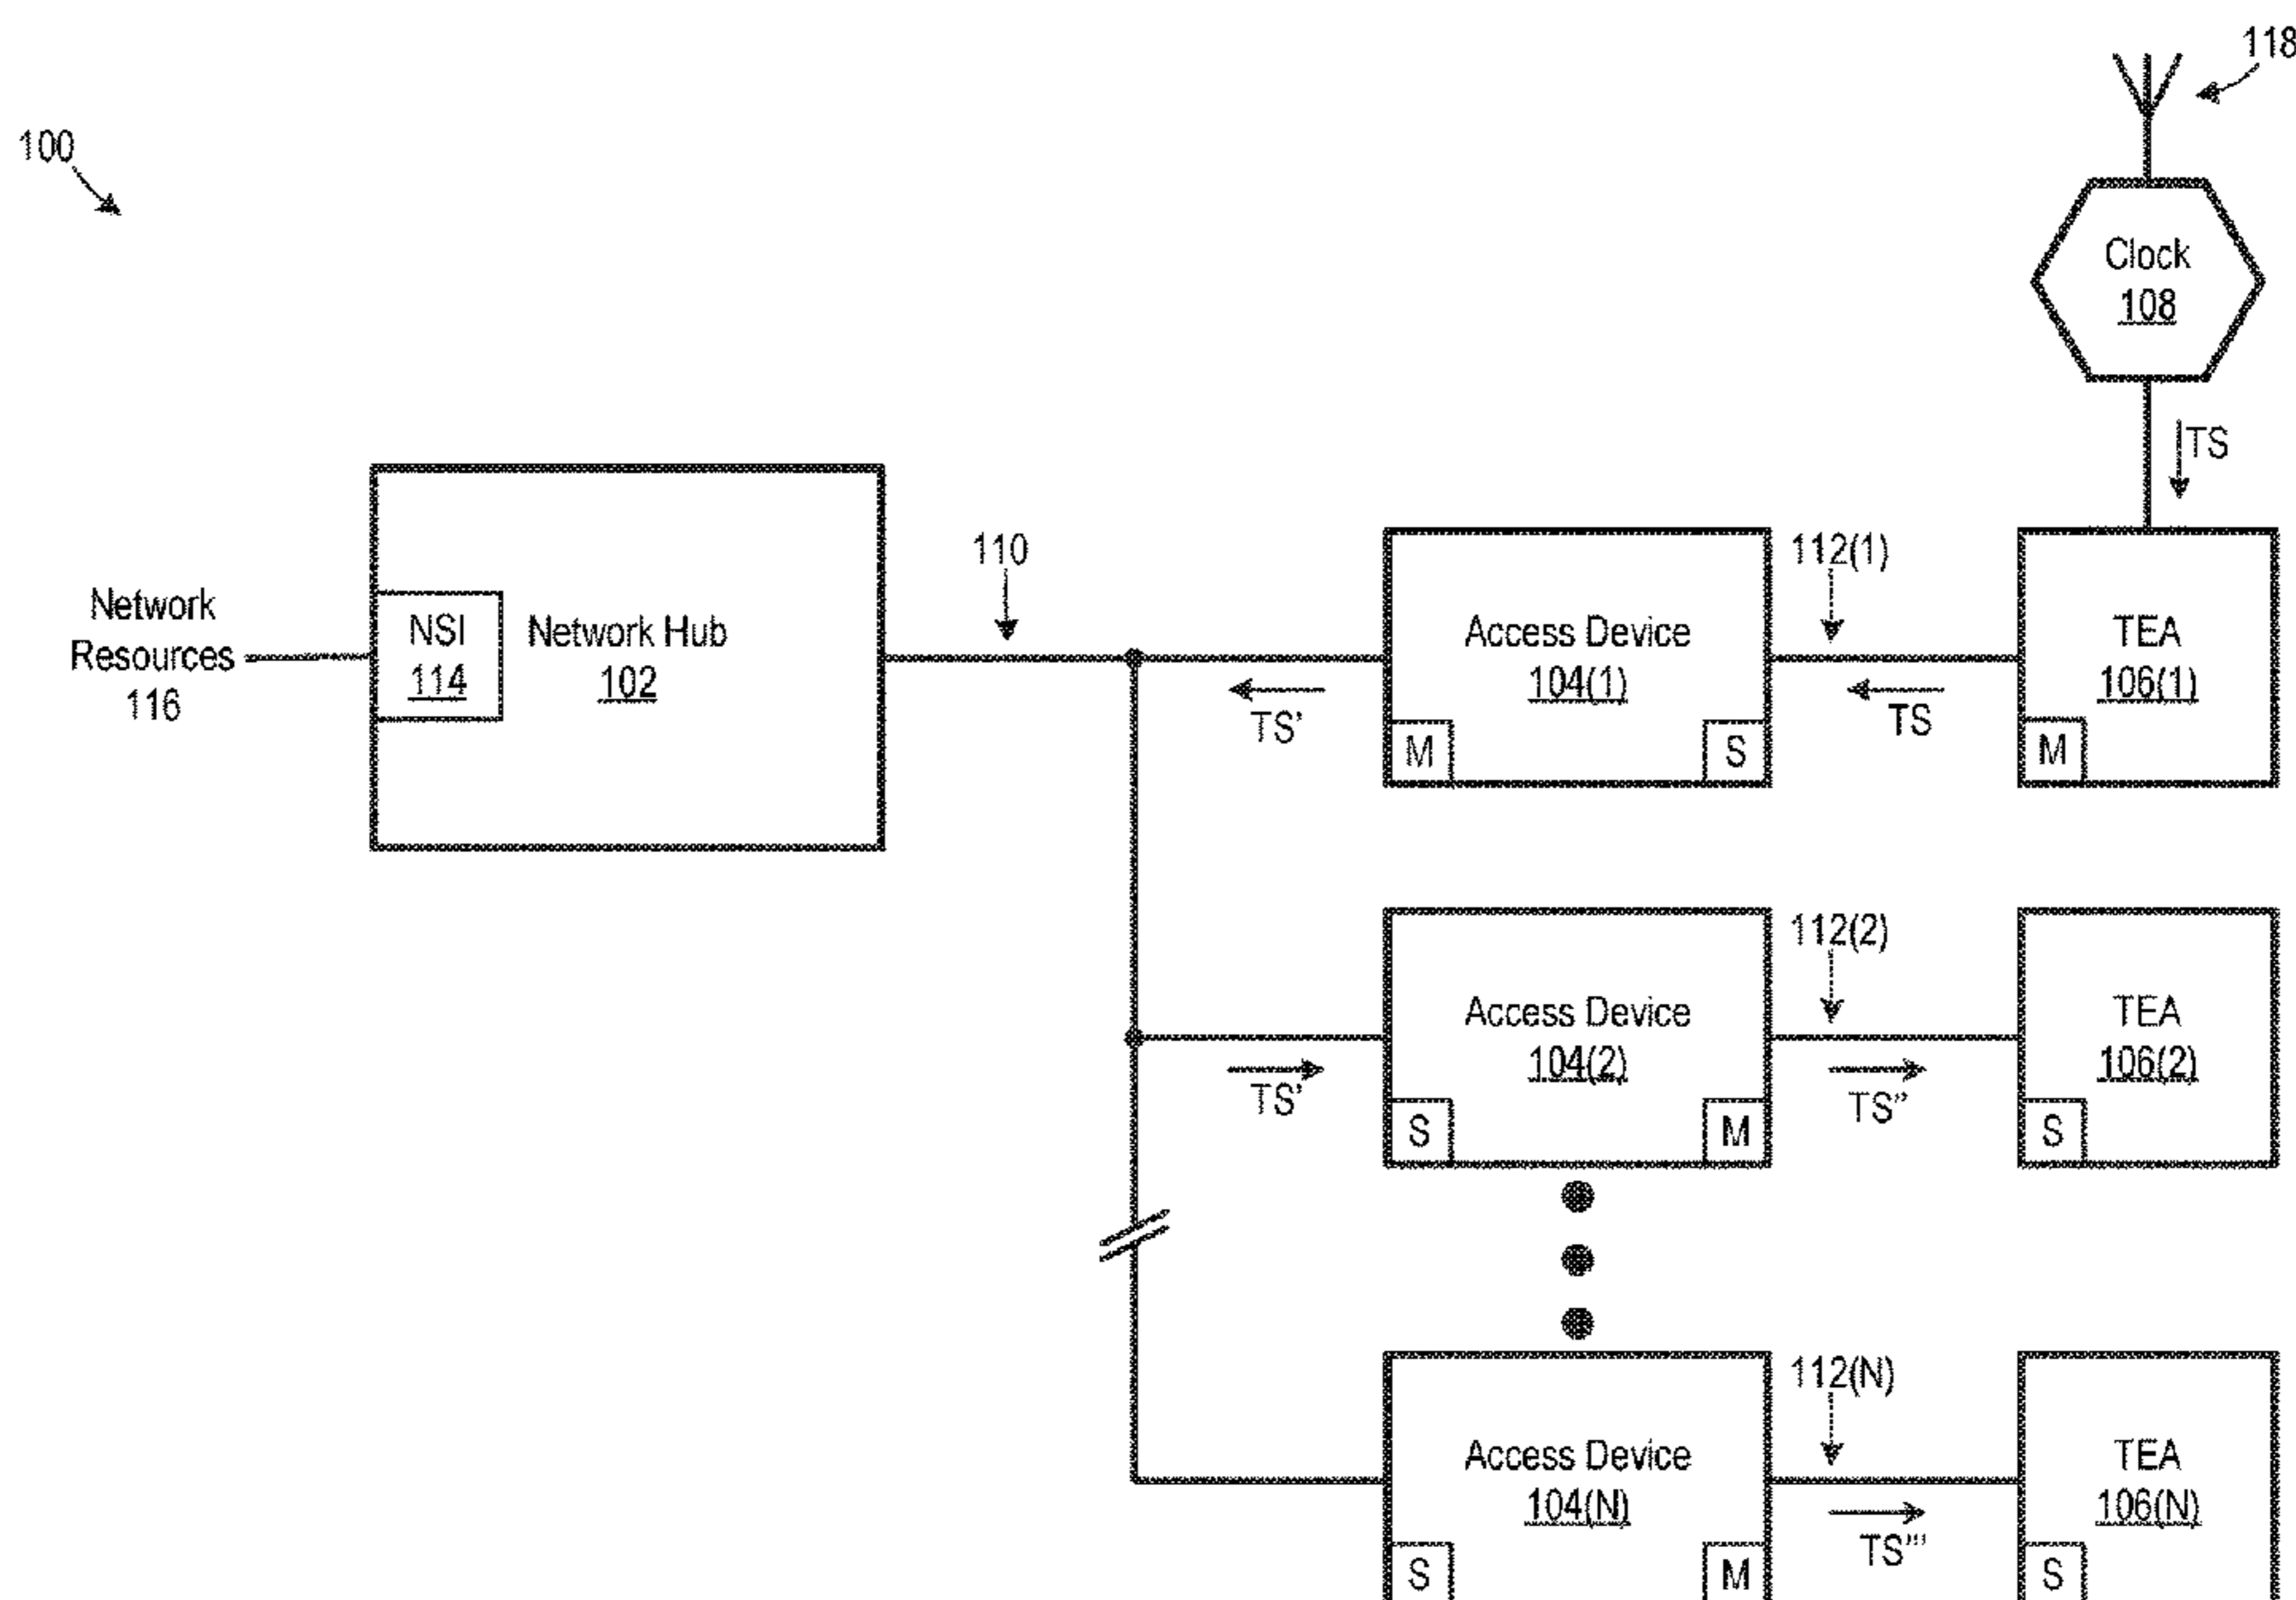 118
100
Clock
108
TS
110
112(1)
Network
Resources
116
NSI
114
Network Hub
102
Access Device
104(1)
TEA
106(1)
TS'
TS
M
S
M
112(2)
Access Device
104(2)
TEA
106(2)
TS'
TS"
S
M
S
112(N)
Access Device
104(N)
TEA
106(N)
TS'"
S
M
S